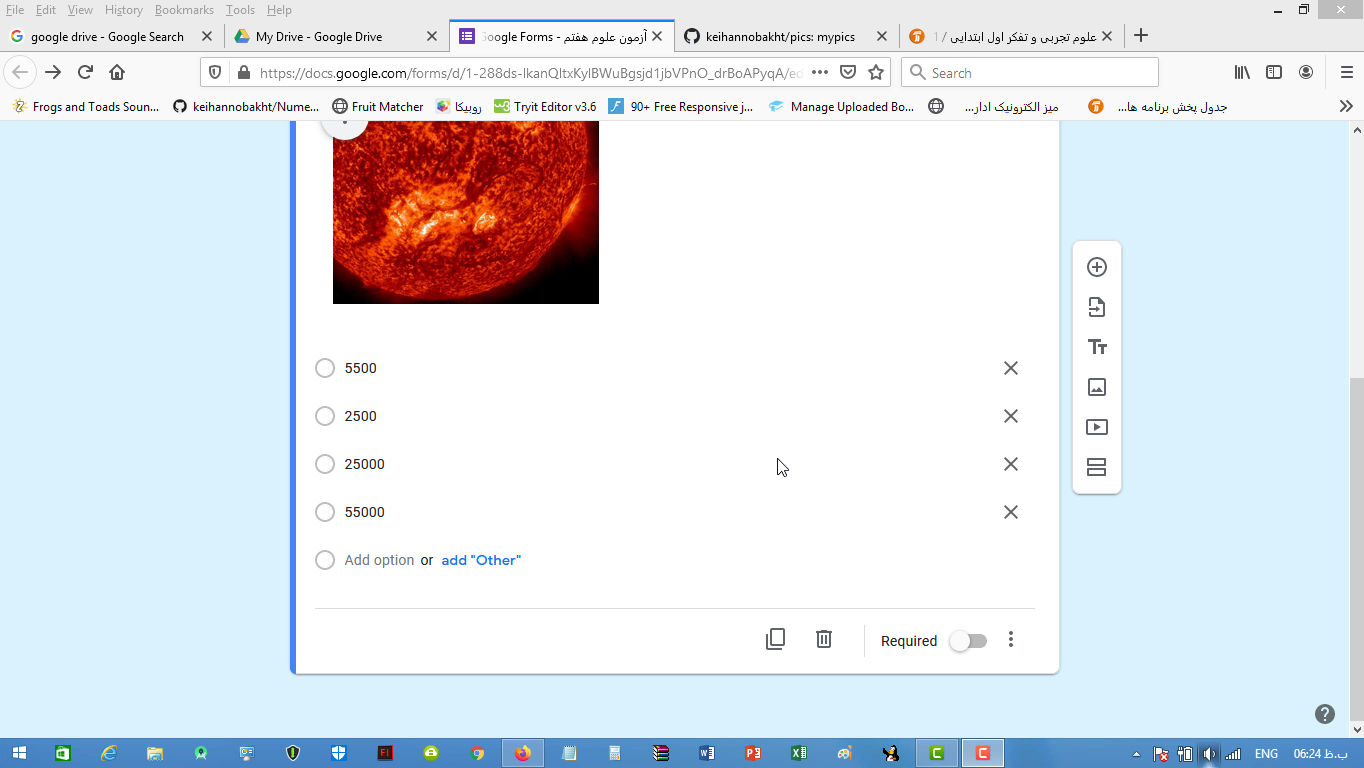 File Edit View History Bookmarks Tools Help
google drive - Google Search
My Drive - Google Drive
Google Forms - آزمون علوم هفتم
keihannobakht/pics: mypics
علوم تجربی و تفکر اول ابتدایی / 1
https://docs.google.com/forms/d/1-288ds-lkanQltxKylBWuBgsjd1jbVPnO_drBoAPyqA/ed
Search
Frogs and Toads Soun...
keihannobakht/Nume...
Fruit Matcher
روبیکا
Tryit Editor v3.6
90+ Free Responsive j...
Manage Uploaded Bo...
میز الکترونیک ادار...
جدول پخش برنامه ها...
5500
2500
25000
55000
Add option or add "Other"
Required
ENG
06:24 ب.ظ